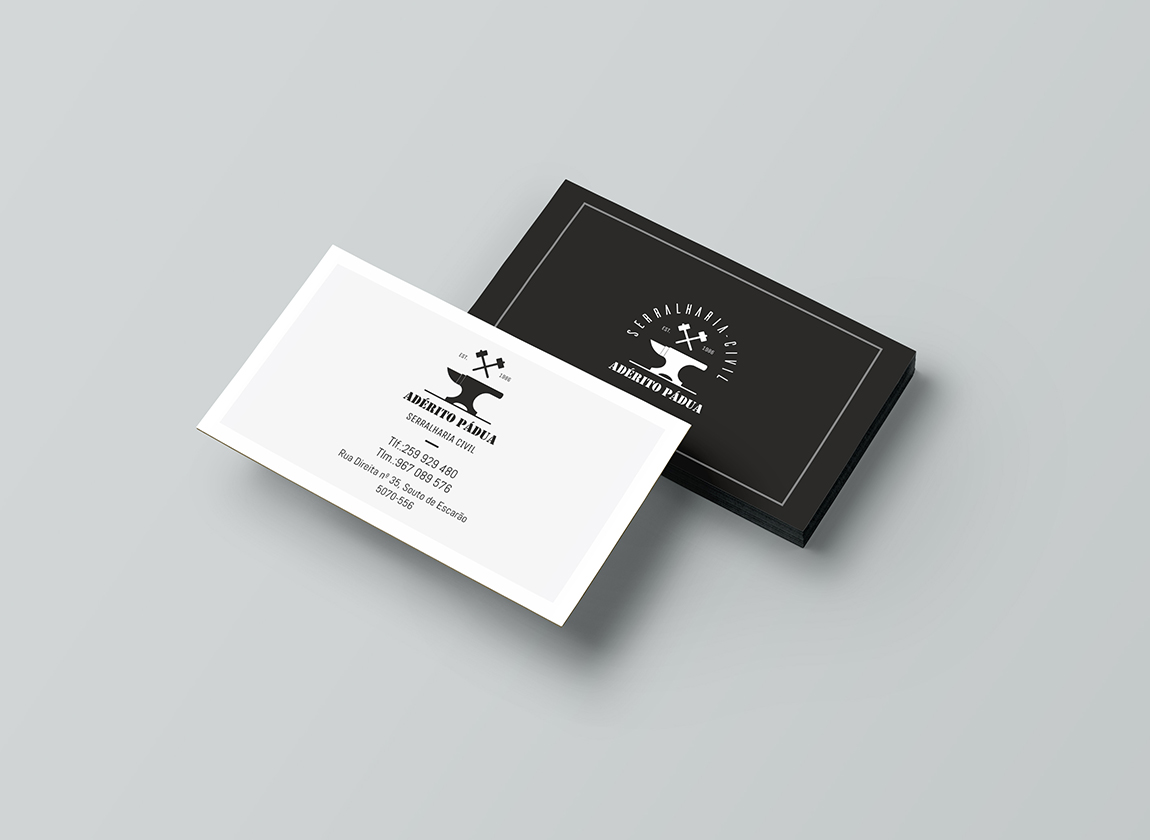 EST. 1986
ADÉRITO PÁDUA
SERRALHARIA CIVIL
Tlf.:259 929 480
Tlm.:967 089 576
Rua Direita nº 35, Souto de Escarão
5070-556
SERRALHARIA-CIVIL
EST. 1986
ADÉRITO PÁDUA